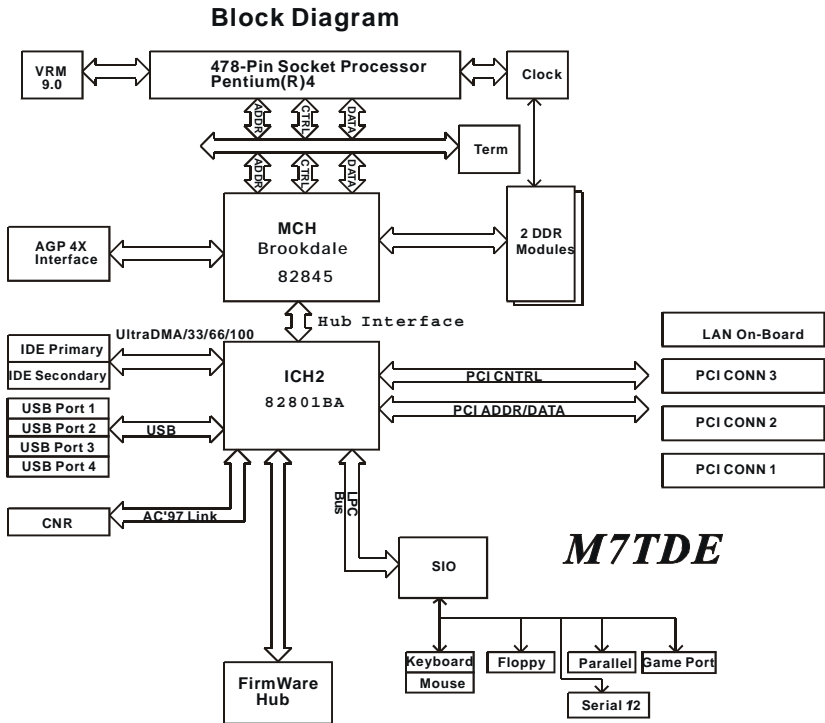 Block Diagram
VRM
9.0
478-Pin Socket Processor
Pentium(R)4
Clock
ADDR
CTRL
DATA
Term
ADDR
CTRL
DATA
MCH
Brookdale
82845
AGP 4X
Interface
2 DDR
Modules
Hub Interface
UltraDMA/33/66/100
IDE Primary
IDE Secondary
ICH2
82801BA
LAN On-Board
PCI CNTRL
PCI CONN 3
PCI ADDR/DATA
PCI CONN 2
PCI CONN 1
USB Port 1
USB Port 2
USB Port 3
USB Port 4
USB
CNR
AC'97 Link
LPC
Bus
SIO
M7TDE
Keyboard
Mouse
Floppy
Parallel
Game Port
Serial 1/2
FirmWare
Hub